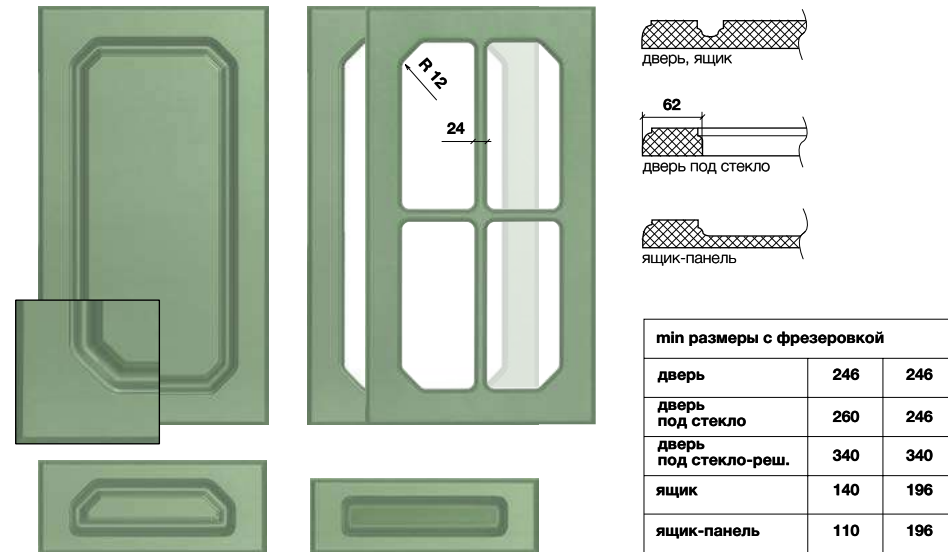 R 12
24
дверь, ящик
62
дверь под стекло
ящик-панель
min размеры с фрезеровкой
дверь 246 246
дверь
под стекло 260 246
дверь
под стекло-реш. 340 340
ящик 140 196
ящик-панель 110 196